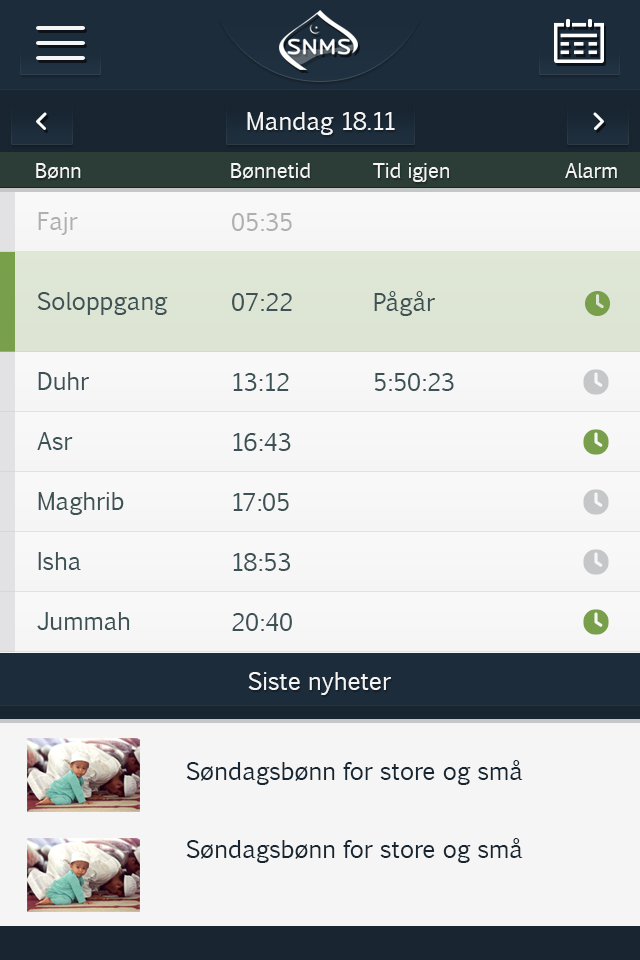 SNMS
Mandag 18.11
Bønn Bønnetid Tid igjen Alarm
Fajr 05:35
Soloppgang 07:22 Pågår
Duhr 13:12 5:50:23
Asr 16:43
Maghrib 17:05
Isha 18:53
Jummah 20:40
Siste nyheter
Søndagsbønn for store og små
Søndagsbønn for store og små